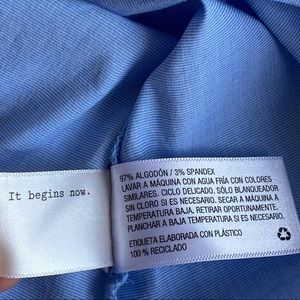 It begins now.
97% ALGODÓN / 3% SPANDEX
LAVAR A MÁQUINA CON AGUA FRÍA CON COLORES
SIMILARES. CICLO DELICADO. SÓLO BLANQUEADOR
SIN CLORO SI ES NECESARIO. SECAR A MÁQUINA A
TEMPERATURA BAJA. RETIRAR OPORTUNAMENTE.
PLANCHAR A BAJA TEMPERATURA SI ES NECESARIO.
ETIQUETA ELABORADA CON PLÁSTICO
100% RECICLADO